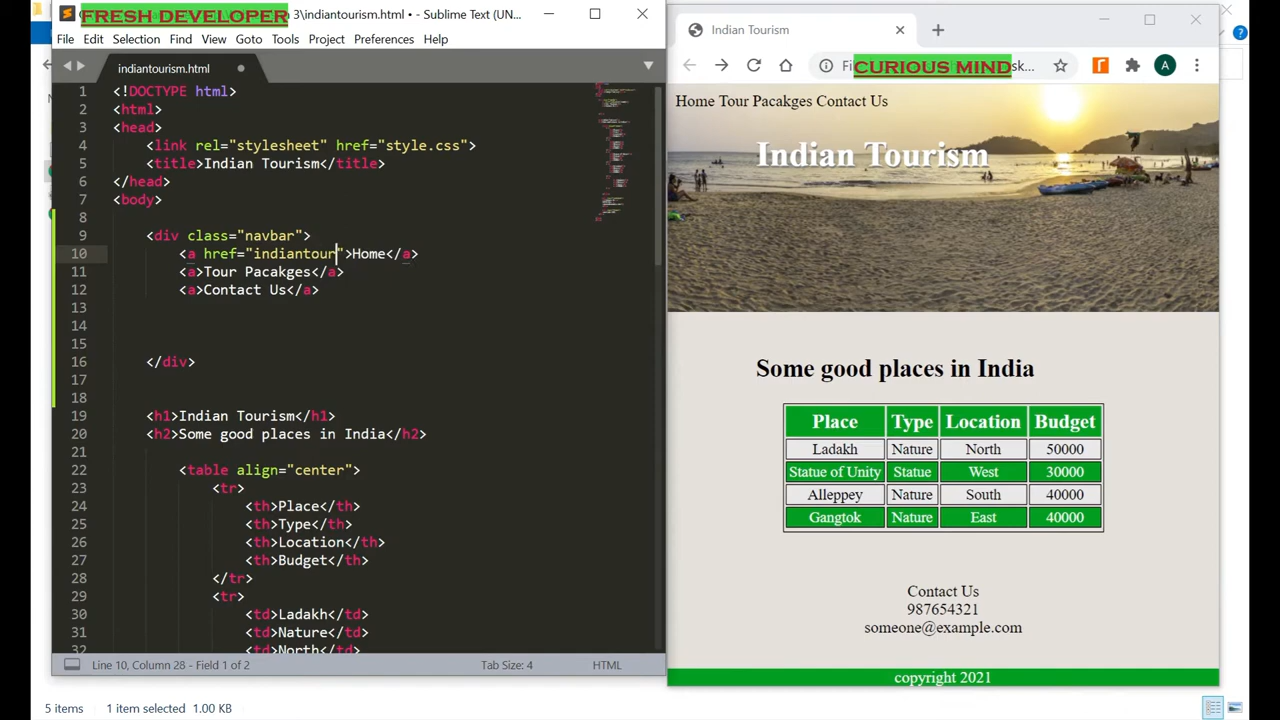 FRESH DEVELOPER
3\indiantourism.html • - Sublime Text (UN...
File Edit Selection Find View Goto Tools Project Preferences Help
indiantourism.html
1 <!DOCTYPE html>
2 <html>
3 <head>
4 <link rel="stylesheet" href="style.css">
5 <title>Indian Tourism</title>
6 </head>
7 <body>
8
9 <div class="navbar">
10 <a href="indiantour">Home</a>
11 <a>Tour Pacakges</a>
12 <a>Contact Us</a>
13
14
15
16 </div>
17
18
19 <h1>Indian Tourism</h1>
20 <h2>Some good places in India</h2>
21
22 <table align="center">
23 <tr>
24 <th>Place</th>
25 <th>Type</th>
26 <th>Location</th>
27 <th>Budget</th>
28 </tr>
29 <tr>
30 <td>Ladakh</td>
31 <td>Nature</td>
32 <td>North</td>
Line 10, Column 28 - Field 1 of 2 Tab Size: 4 HTML
Indian Tourism
Fi CURIOUS MIND sk... A
Home Tour Pacakges Contact Us
Indian Tourism
Some good places in India
Place Type Location Budget
Ladakh Nature North 50000
Statue of Unity Statue West 30000
Alleppey Nature South 40000
Gangtok Nature East 40000
Contact Us
987654321
someone@example.com
copyright 2021
5 items 1 item selected 1.00 KB